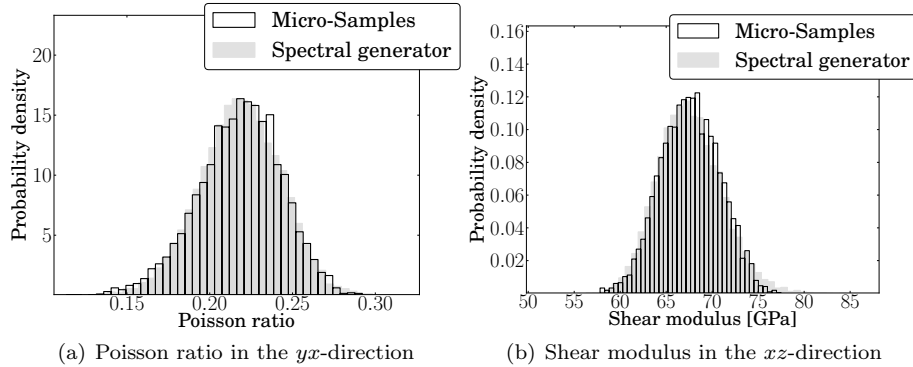 Micro-Samples
Spectral generator
Probability density
20
15
10
5
0.15 0.20 0.25 0.30
Poisson ratio
(a) Poisson ratio in the yx-direction
Micro-Samples
Spectral generator
Probability density
0.16
0.14
0.12
0.10
0.08
0.06
0.04
0.02
50 55 60 65 70 75 80 85
Shear modulus [GPa]
(b) Shear modulus in the xz-direction